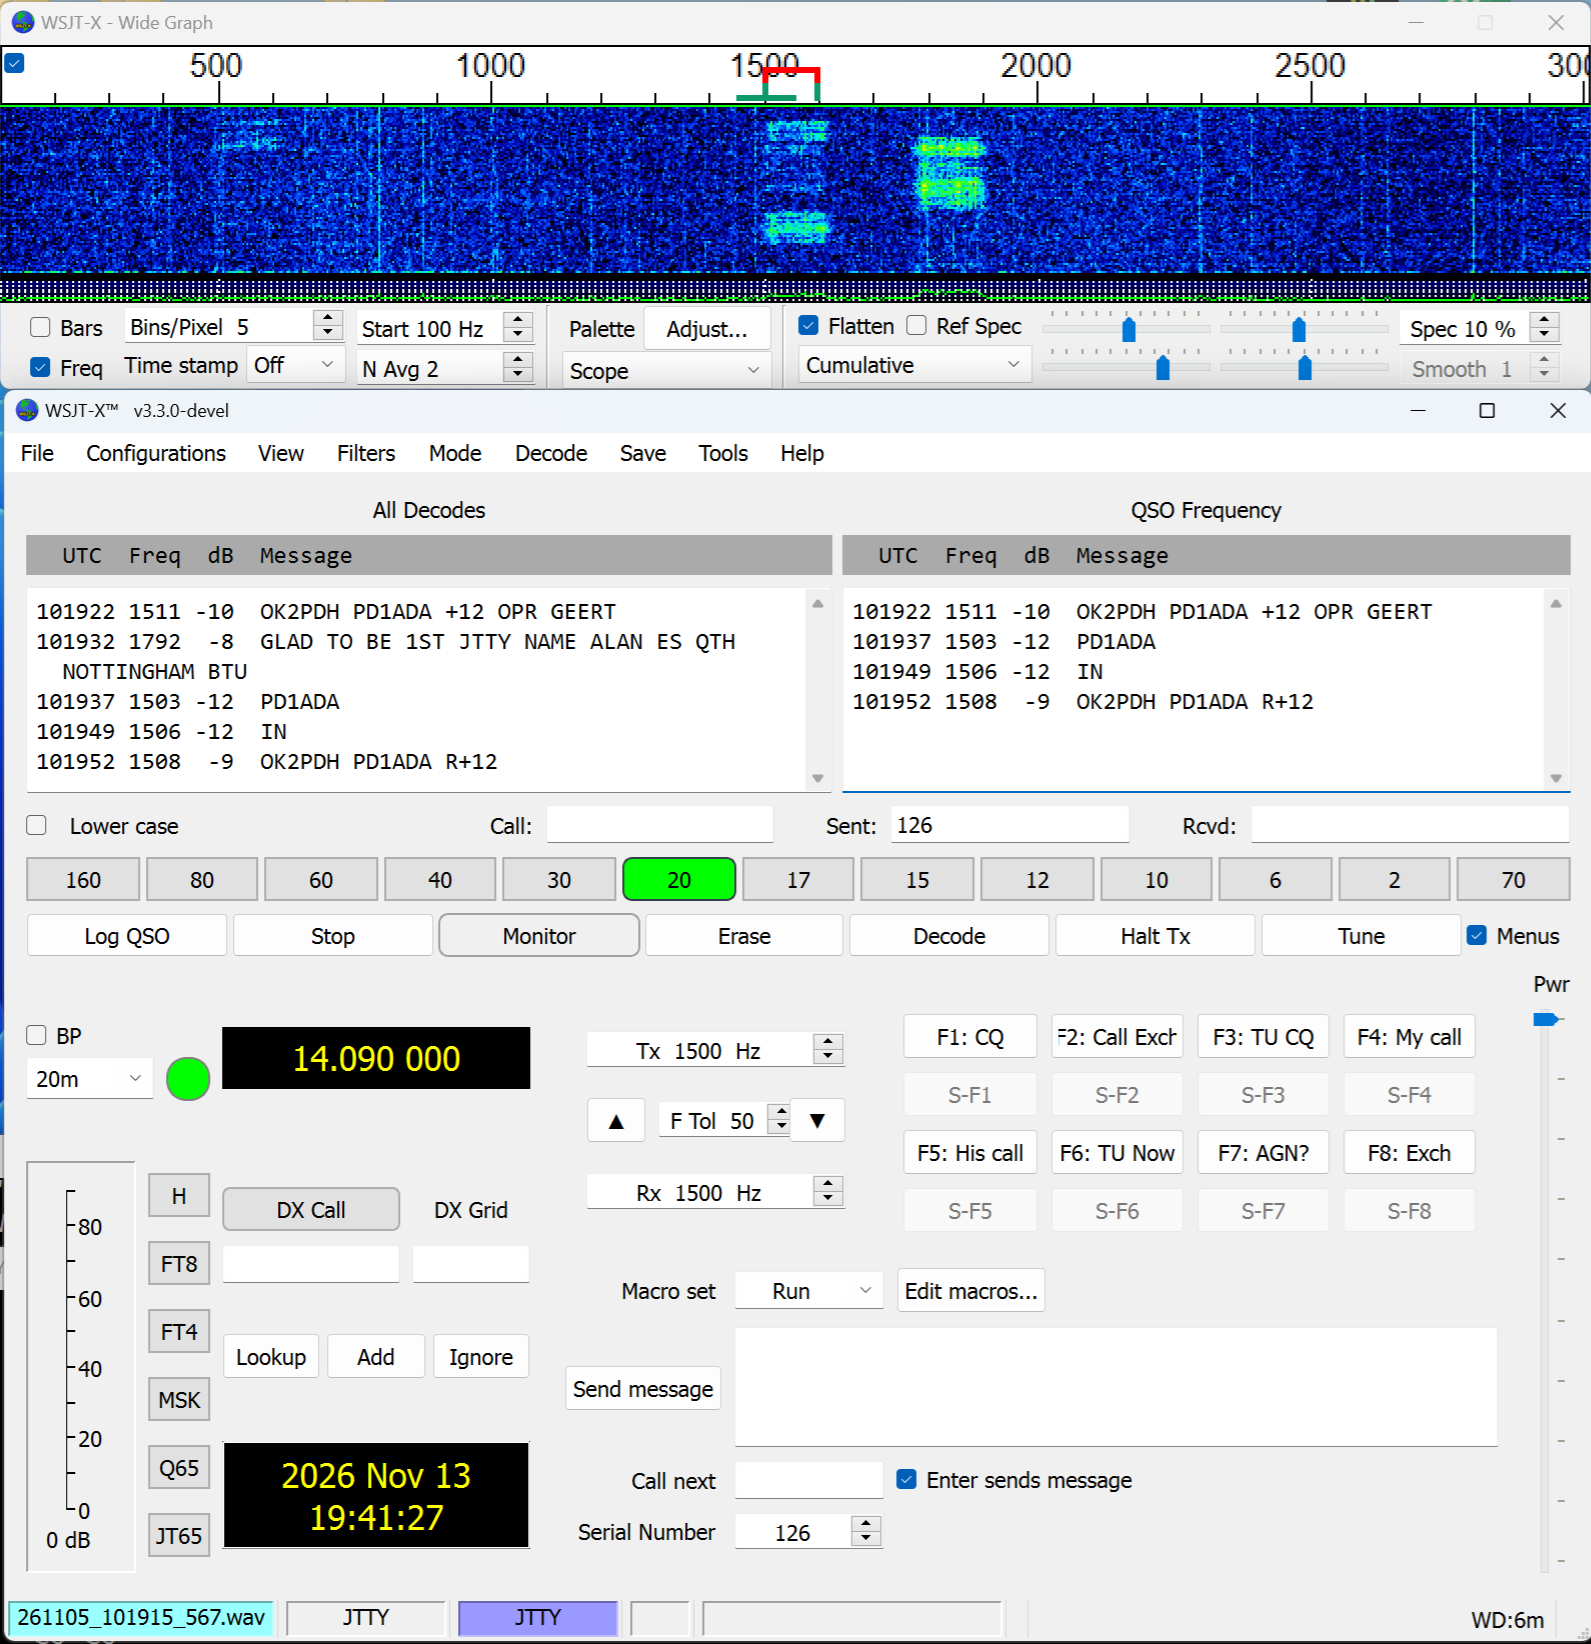 WSJT-X - Wide Graph
500 1000 1500 2000 2500 300
Bars Bins/Pixel 5 Start 100 Hz Palette Adjust... Flatten Ref Spec Spec 10 %
Freq Time stamp Off N Avg 2 Scope Cumulative Smooth 1
WSJT-X™ v3.3.0-devel
File Configurations View Filters Mode Decode Save Tools Help
All Decodes
UTC Freq dB Message
101922 1511 -10 OK2PDH PD1ADA +12 OPR GEERT
101932 1792 -8 GLAD TO BE 1ST JTTY NAME ALAN ES QTH
NOTTINGHAM BTU
101937 1503 -12 PD1ADA
101949 1506 -12 IN
101952 1508 -9 OK2PDH PD1ADA R+12
QSO Frequency
UTC Freq dB Message
101922 1511 -10 OK2PDH PD1ADA +12 OPR GEERT
101937 1503 -12 PD1ADA
101949 1506 -12 IN
101952 1508 -9 OK2PDH PD1ADA R+12
Lower case Call: Sent: 126 Rcvd:
160 80 60 40 30 20 17 15 12 10 6 2 70
Log QSO Stop Monitor Erase Decode Halt Tx Tune Menus
Pwr
BP
20m
14.090 000
Tx 1500 Hz
▲ F Tol 50 ▼
Rx 1500 Hz
F1: CQ F2: Call Exch F3: TU CQ F4: My call
S-F1 S-F2 S-F3 S-F4
F5: His call F6: TU Now F7: AGN? F8: Exch
S-F5 S-F6 S-F7 S-F8
80
60
40
20
0
0 dB
H
FT8
FT4
MSK
Q65
JT65
DX Call DX Grid
Lookup Add Ignore
2026 Nov 13
19:41:27
Macro set Run Edit macros...
Send message
Call next Enter sends message
Serial Number 126
261105_101915_567.wav JTTY JTTY WD:6m